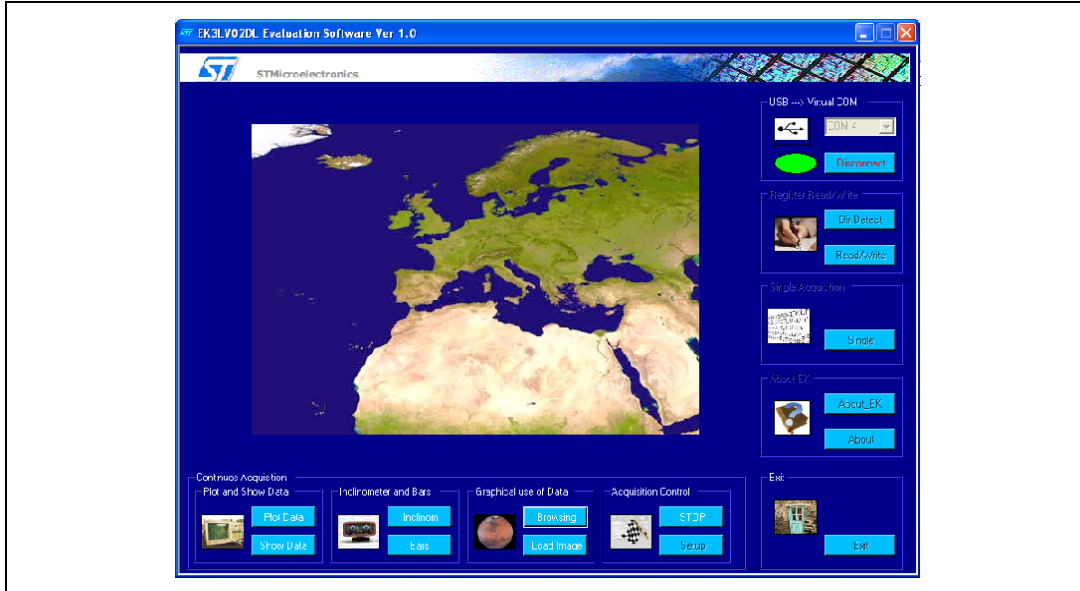 EK3LV02DL Evaluation Software Ver 1.0
STMicroelectronics
USB ---> Virtual COM
COM 4
Disconnect
Register Read/Write
Dir Detect
Read/Write
Single Acquistion
Single
About EK
About_EK
About
Continuos Acquistion
Plot and Show Data
Plot Data
Show Data
Inclinometer and Bars
Inclinom
Bars
Graphical use of Data
Browsing
Load Image
Acquisition Control
STOP
Setup
Exit
Exit